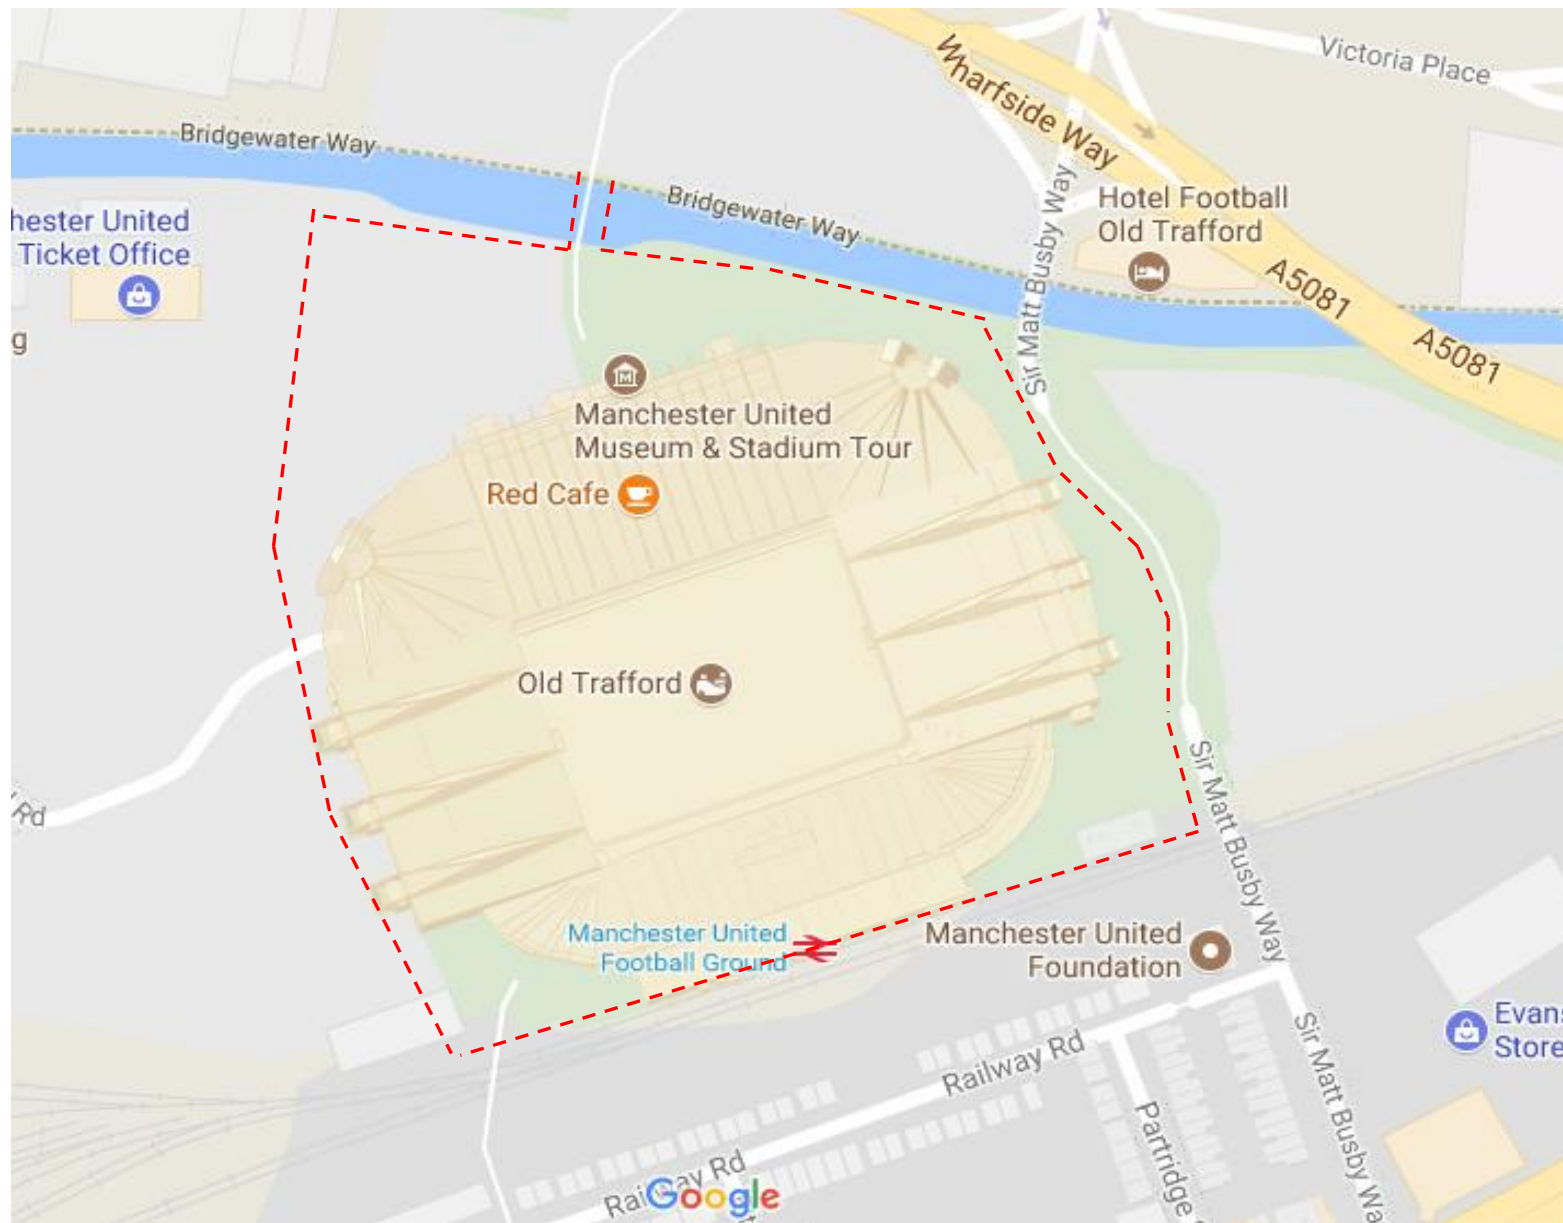 Victoria Place
Wharfside Way
Bridgewater Way
Bridgewater Way
Sir Matt Busby Way
Hotel Football
Old Trafford
hester United
Ticket Office
A5081
A5081
g
Manchester United
Museum & Stadium Tour
Red Cafe
Old Trafford
Rd
Sir Matt Busby Way
Manchester United
Football Ground
Manchester United
Foundation
Evans
Store
Railway Rd
Sir Matt Busby Wa
Partridge
Railway Rd
Google